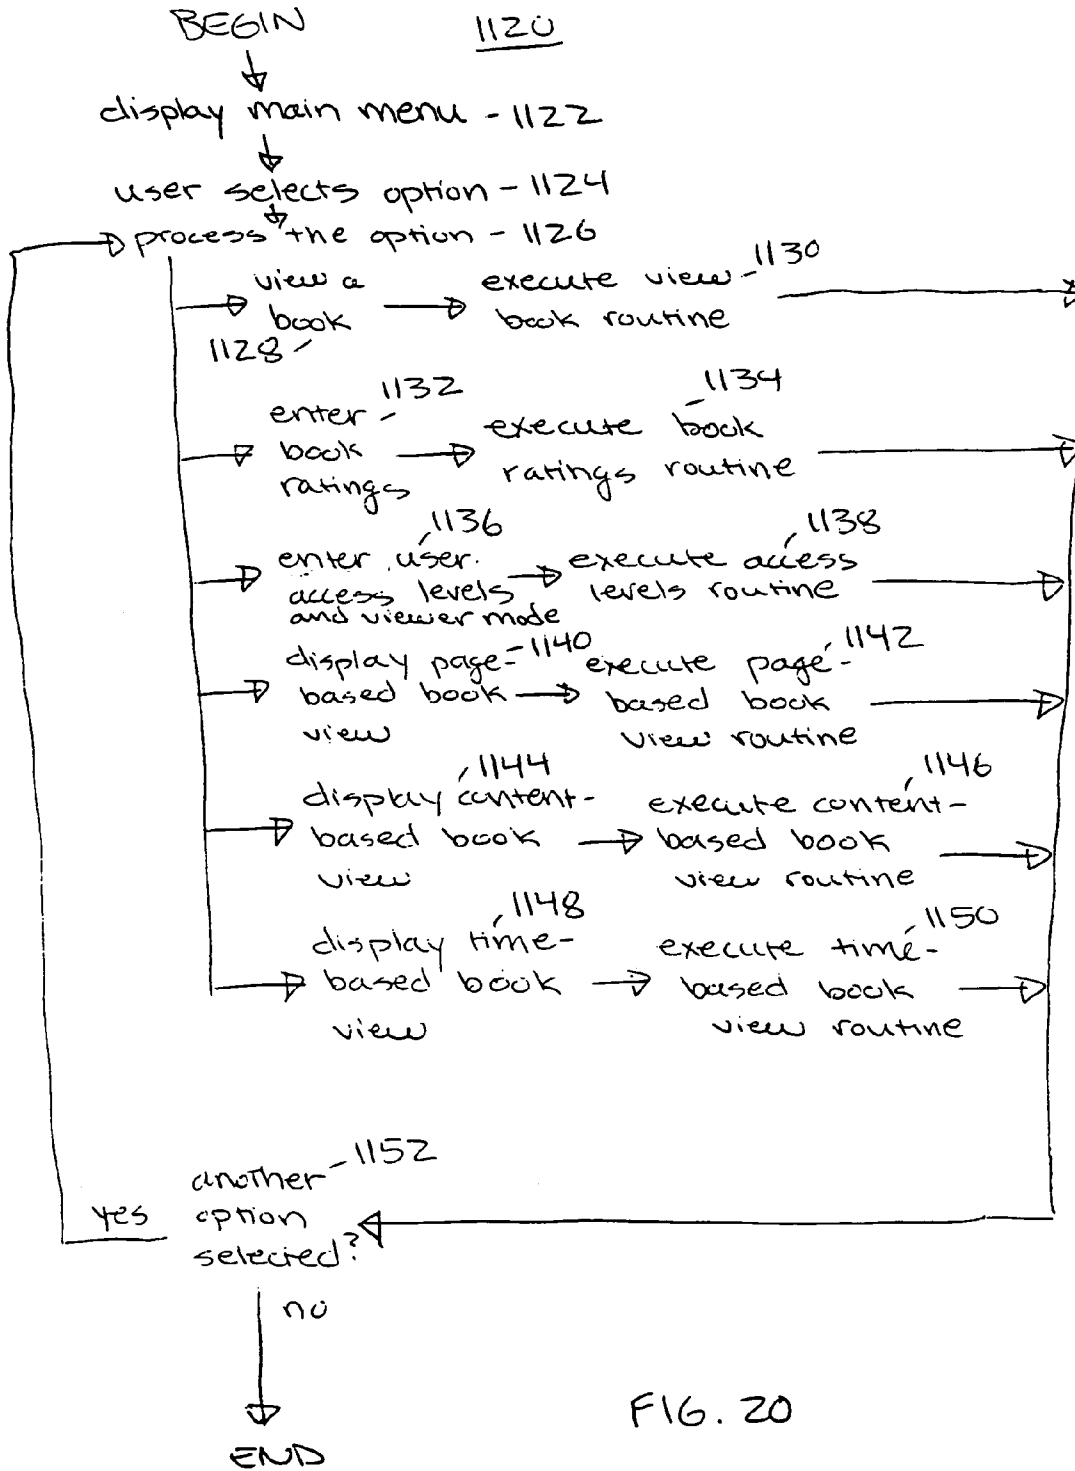 BEGIN
1120
display main menu - 1122
user selects option - 1124
process the option - 1126
view a
book
1128
execute view
book routine
1130
enter
book
ratings
1132
execute book
ratings routine
1134
enter user
access levels
and viewer mode
1136
execute access
levels routine
1138
display page-
based book
view
1140
execute page-
based book
view routine
1142
display content-
based book
view
1144
execute content-
based book
view routine
1146
display time-
based book
view
1148
execute time-
based book
view routine
1150
another
option
selected?
1152
yes
no
END
FIG. 20